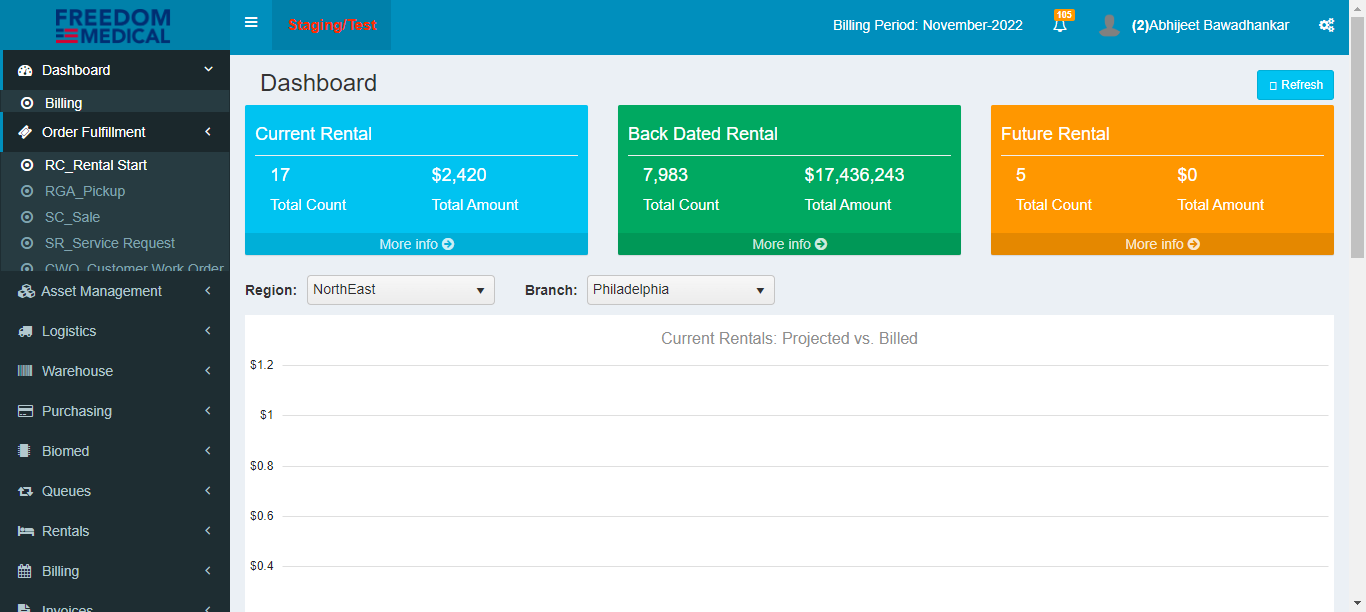 FREEDOM
MEDICAL
Staging/Test
Billing Period: November-2022
105
(2)Abhijeet Bawadhankar
Dashboard
Billing
Order Fulfillment
RC_Rental Start
RGA_Pickup
SC_Sale
SR_Service Request
CWO_Customer Work Order
Asset Management
Logistics
Warehouse
Purchasing
Biomed
Queues
Rentals
Billing
Invoices
Dashboard
Refresh
Current Rental
17
$2,420
Total Count
Total Amount
More info
Back Dated Rental
7,983
$17,436,243
Total Count
Total Amount
More info
Future Rental
5
$0
Total Count
Total Amount
More info
Region:
NorthEast
Branch:
Philadelphia
Current Rentals: Projected vs. Billed
$1.2
$1
$0.8
$0.6
$0.4